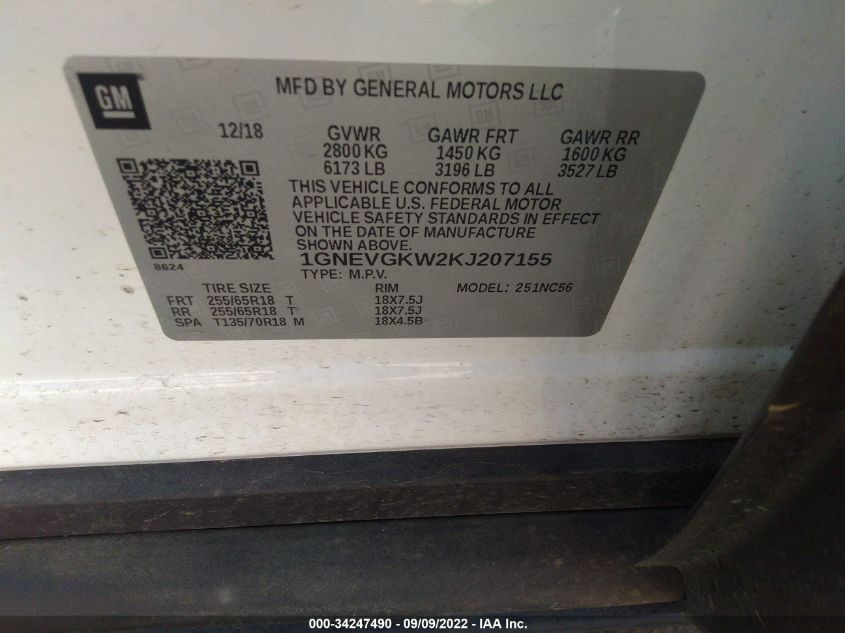 GM
MFD BY GENERAL MOTORS LLC
12/18 GVWR GAWR FRT GAWR RR
2800 KG 1450 KG 1600 KG
6173 LB 3196 LB 3527 LB
THIS VEHICLE CONFORMS TO ALL
APPLICABLE U.S. FEDERAL MOTOR
VEHICLE SAFETY STANDARDS IN EFFECT
ON THE DATE OF MANUFACTURE
SHOWN ABOVE.
8624
1GNEVGKW2KJ207155
TYPE: M.P.V.
TIRE SIZE RIM MODEL: 251NC56
FRT 255/65R18 T 18X7.5J
RR 255/65R18 T 18X7.5J
SPA T135/70R18 M 18X4.5B
000-34247490 - 09/09/2022 - IAA Inc.